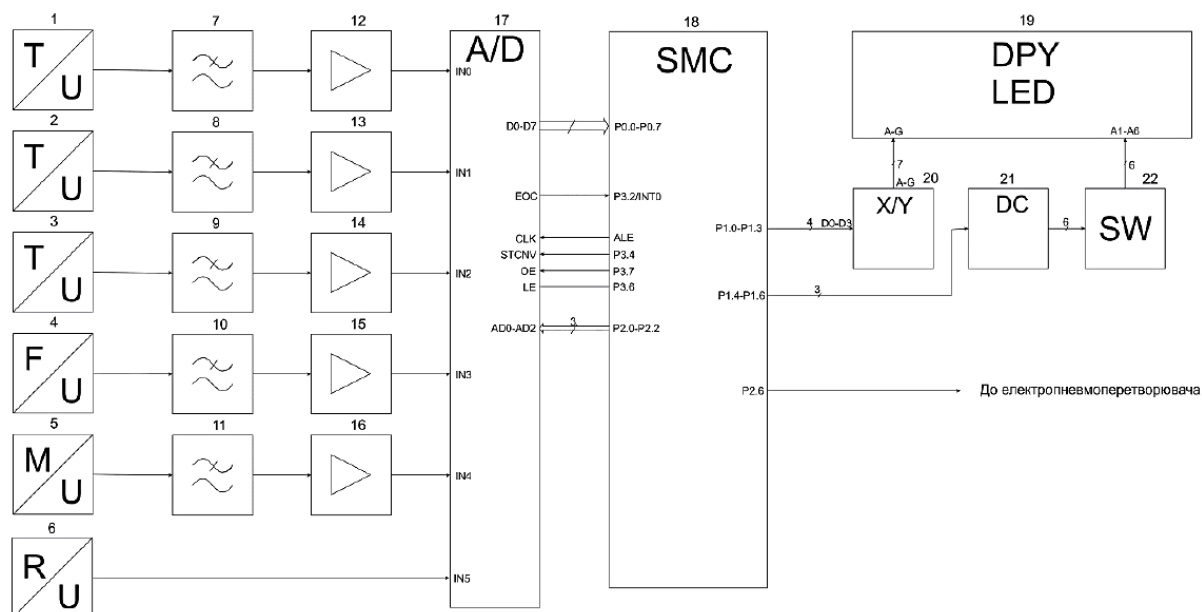 1
7
12
17
18
19
T
U
A/D
SMC
DPY
LED
IN0
2
8
13
D0-D7
P0.0-P0.7
A-G
A1-A6
T
U
IN1
7
6
A-G
20
21
22
EOC
P3.2/INT0
X/Y
DC
SW
3
9
14
P1.0-P1.3
4
D0-D3
6
CLK
ALE
STCNV
P3.4
T
U
IN2
OE
P3.7
LE
P3.6
P1.4-P1.6
3
4
10
15
AD0-AD2
3
P2.0-P2.2
F
U
IN3
P2.6
До електропневмоперетворювача
5
11
16
M
U
IN4
6
R
U
IN5